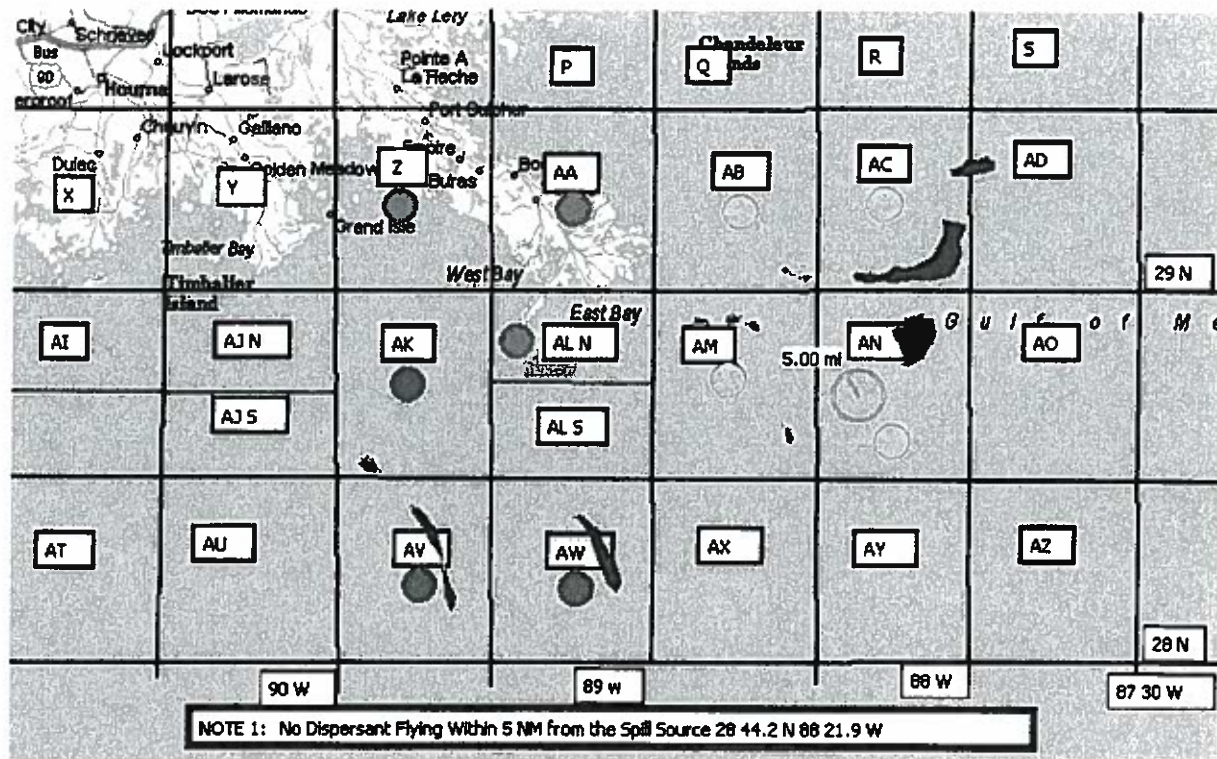 Lake Lery
City
Schriever
Bus
90
Lockport
Larose
Houma
Pointe A
La Hache
P
Q
Chandeleur
R
S
Port Sulphur
Chauvin
Galliano
Dulac
X
Y
Golden Meadow
Z
Empire
Buras
AA
AB
AC
AD
Grand Isle
Timbalier Bay
West Bay
29 N
Timbalier
Island
East Bay
Gulf of Me
AI
AJ N
AK
AL N
AM
5.00 mi
AN
AO
AJ S
AL S
AT
AU
AV
AW
AX
AY
AZ
28 N
90 W
89 w
88 W
87 30 W
NOTE 1: No Dispersant Flying Within 5 NM from the Spill Source 28 44.2 N 88 21.9 W